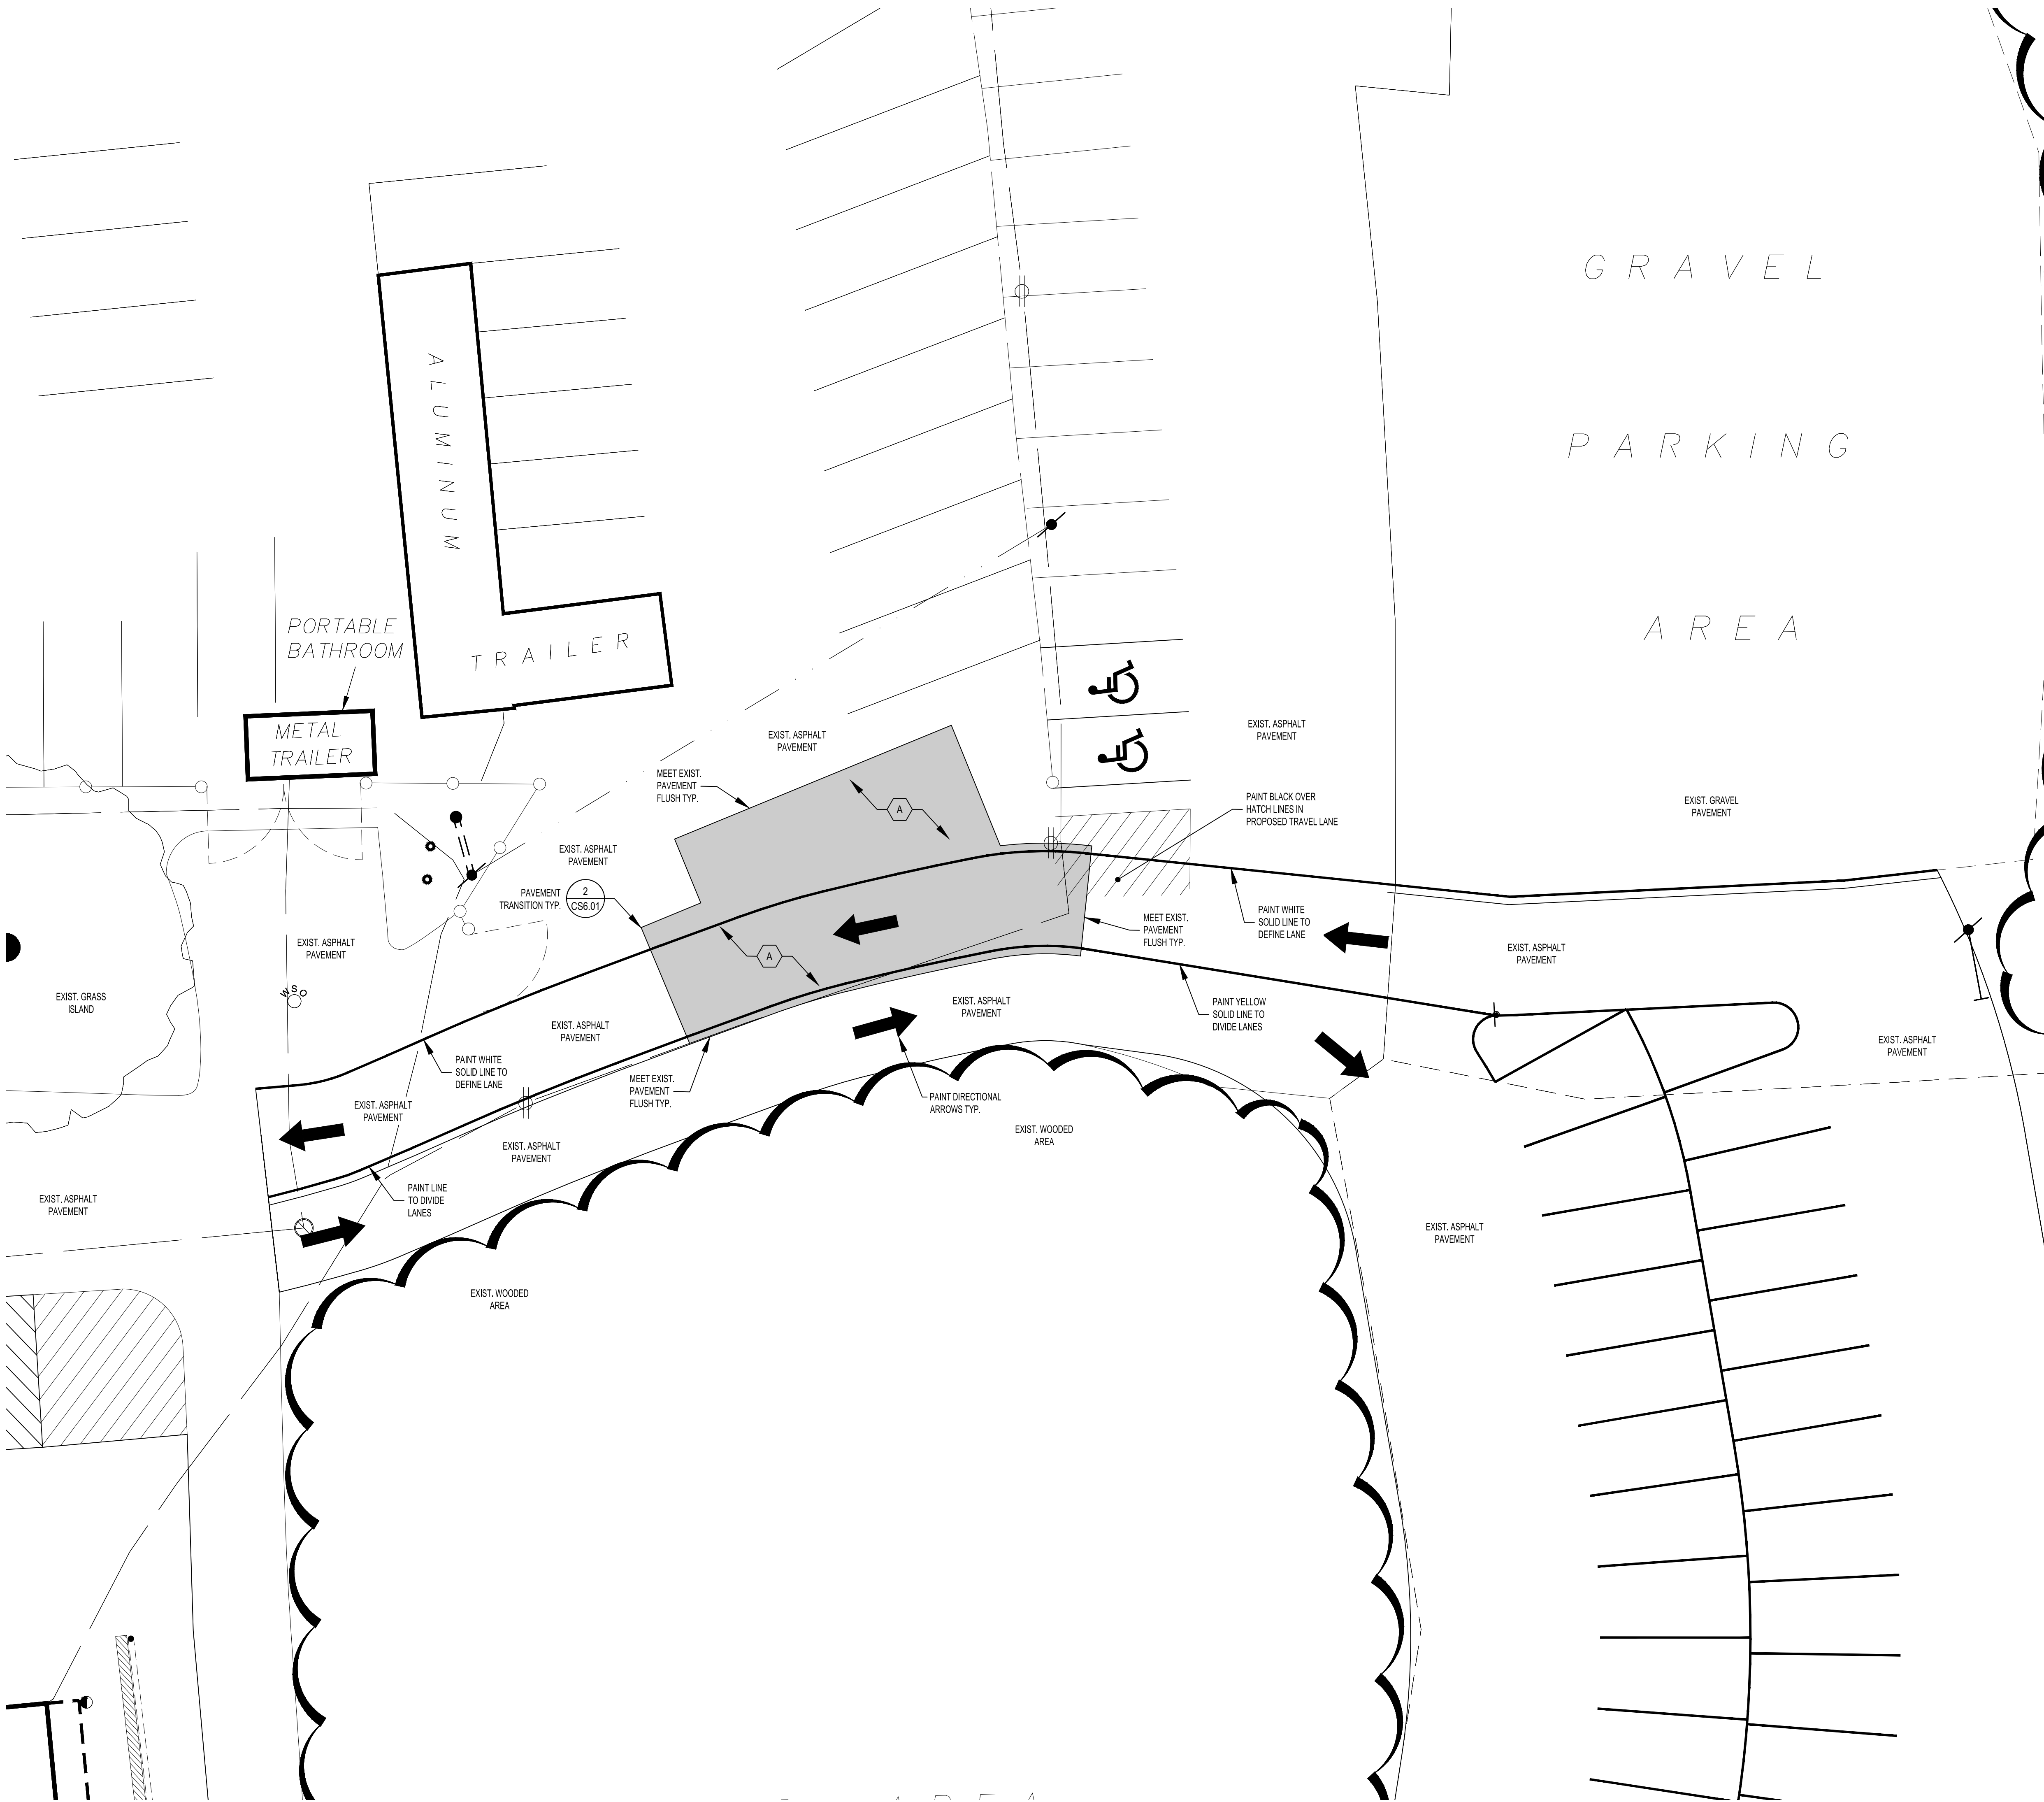 GRAVEL
PARKING
AREA
ALUMINUM
TRAILER
PORTABLE
BATHROOM
METAL
TRAILER
EXIST. ASPHALT
PAVEMENT
EXIST. ASPHALT
PAVEMENT
MEET EXIST.
PAVEMENT
FLUSH TYP.
A
PAINT BLACK OVER
HATCH LINES IN
PROPOSED TRAVEL LANE
EXIST. GRAVEL
PAVEMENT
EXIST. ASPHALT
PAVEMENT
PAVEMENT
TRANSITION TYP.
2
CS6.01
MEET EXIST.
PAVEMENT
FLUSH TYP.
PAINT WHITE
SOLID LINE TO
DEFINE LANE
EXIST. ASPHALT
PAVEMENT
EXIST. ASPHALT
PAVEMENT
A
EXIST. GRASS
ISLAND
WSO
EXIST. ASPHALT
PAVEMENT
PAINT YELLOW
SOLID LINE TO
DIVIDE LANES
EXIST. ASPHALT
PAVEMENT
EXIST. ASPHALT
PAVEMENT
PAINT WHITE
SOLID LINE TO
DEFINE LANE
MEET EXIST.
PAVEMENT
FLUSH TYP.
PAINT DIRECTIONAL
ARROWS TYP.
EXIST. ASPHALT
PAVEMENT
EXIST. WOODED
AREA
EXIST. ASPHALT
PAVEMENT
PAINT LINE
TO DIVIDE
LANES
EXIST. ASPHALT
PAVEMENT
EXIST. ASPHALT
PAVEMENT
EXIST. WOODED
AREA